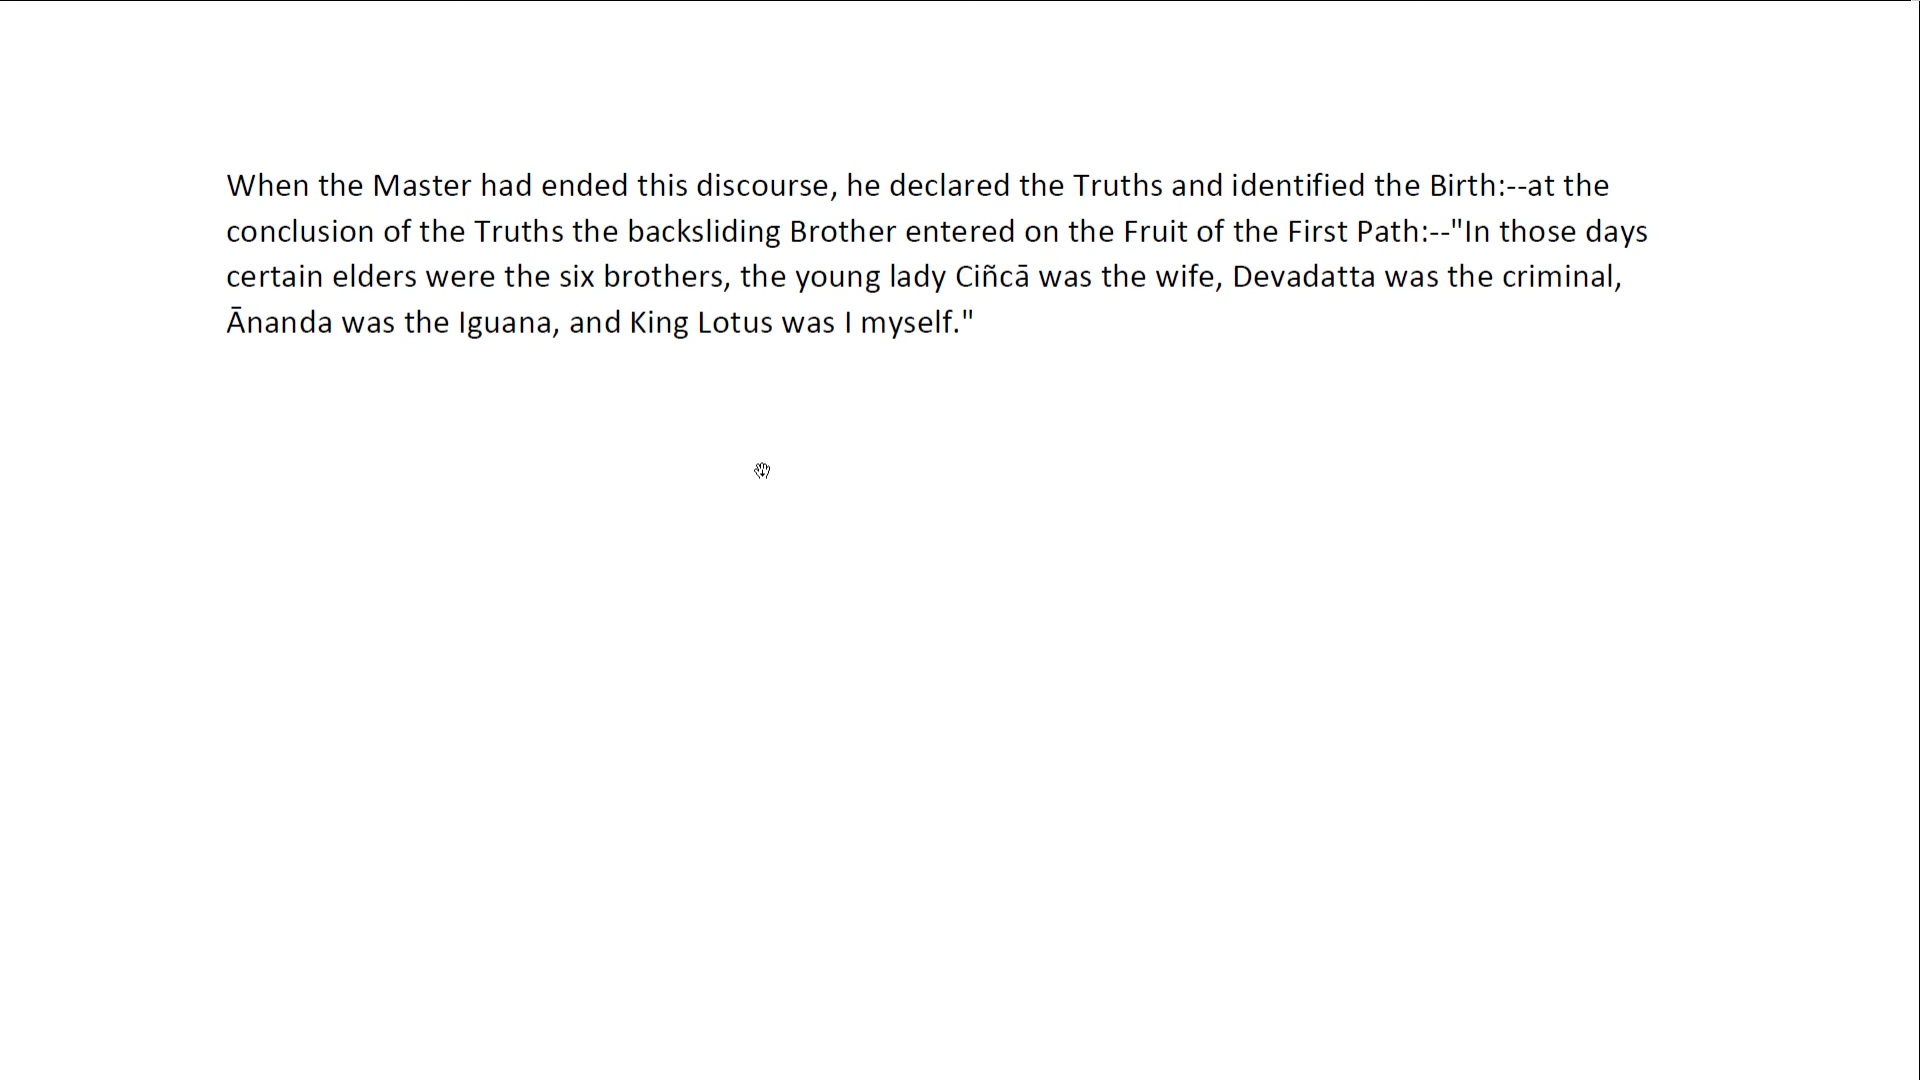 When the Master had ended this discourse, he declared the Truths and identified the Birth:--at the
conclusion of the Truths the backsliding Brother entered on the Fruit of the First Path:--"In those days
certain elders were the six brothers, the young lady Ciñcā was the wife, Devadatta was the criminal,
Ānanda was the Iguana, and King Lotus was I myself."